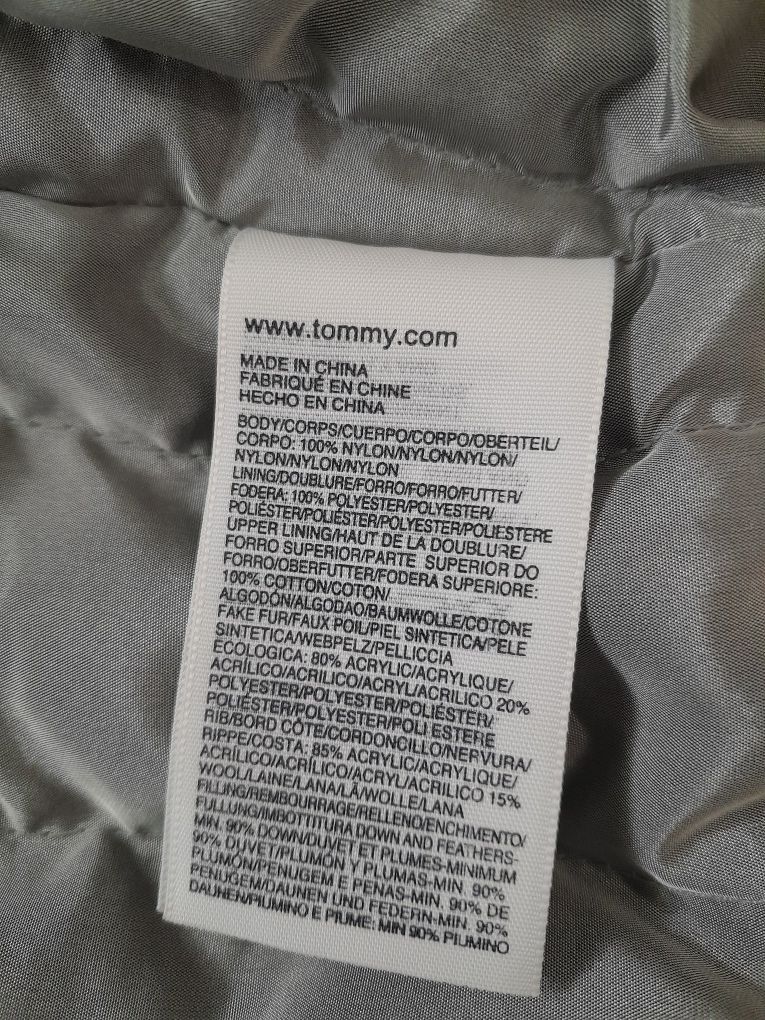 www.tommy.com
MADE IN CHINA
FABRIQUÉ EN CHINE
HECHO EN CHINA
BODY/CORPS/CUERPO/CORPO/OBERTEIL/
CORPO: 100% NYLON/NYLON/NYLON/
NYLON/NYLON/NYLON
LINING/DOUBLURE/FORRO/FORRO/FUTTER/
FODERA: 100% POLYESTER/POLYESTER/
POLIÉSTER/POLIÉSTER/POLYESTER/POLIESTERE
UPPER LINING/HAUT DE LA DOUBLURE/
FORRO SUPERIOR/PARTE SUPERIOR DO
FORRO/OBERFUTTER/FODERA SUPERIORE:
100% COTTON/COTON/
ALGODÓN/ALGODAO/BAUMWOLLE/COTONE
FAKE FUR/FAUX POIL/PIEL SINTETICA/PELE
SINTETICA/WEBPELZ/PELLICCIA
ECOLOGICA: 80% ACRYLIC/ACRYLIQUE/
ACRÍLICO/ACRILICO/ACRYL/ACRILICO 20%
POLYESTER/POLYESTER/POLIÉSTER/
POLIÉSTER/POLYESTER/POLI ESTERE
RIB/BORD CÔTE/CORDONCILLO/NERVURA/
RIPPE/COSTA: 85% ACRYLIC/ACRYLIQUE/
ACRÍLICO/ACRÍLICO/ACRYL/ACRILICO 15%
WOOL/LAINE/LANA/LÃ/WOLLE/LANA
FILLING/REMBOURRAGE/RELLENO/ENCHIMENTO/
FULLUNG/IMBOTTITURA DOWN AND FEATHERS-
MIN. 90% DOWN/DUVET ET PLUMES-MINIMUM
90% DUVET/PLUMÓN Y PLUMAS-MIN. 90%
PLUMÓN/PENUGEM E PENAS-MIN. 90% DE
PENUGEM/DAUNEN UND FEDERN-MIN. 90%
DAUNEN/PIUMINO E PIUME: MIN 90% PIUMINO